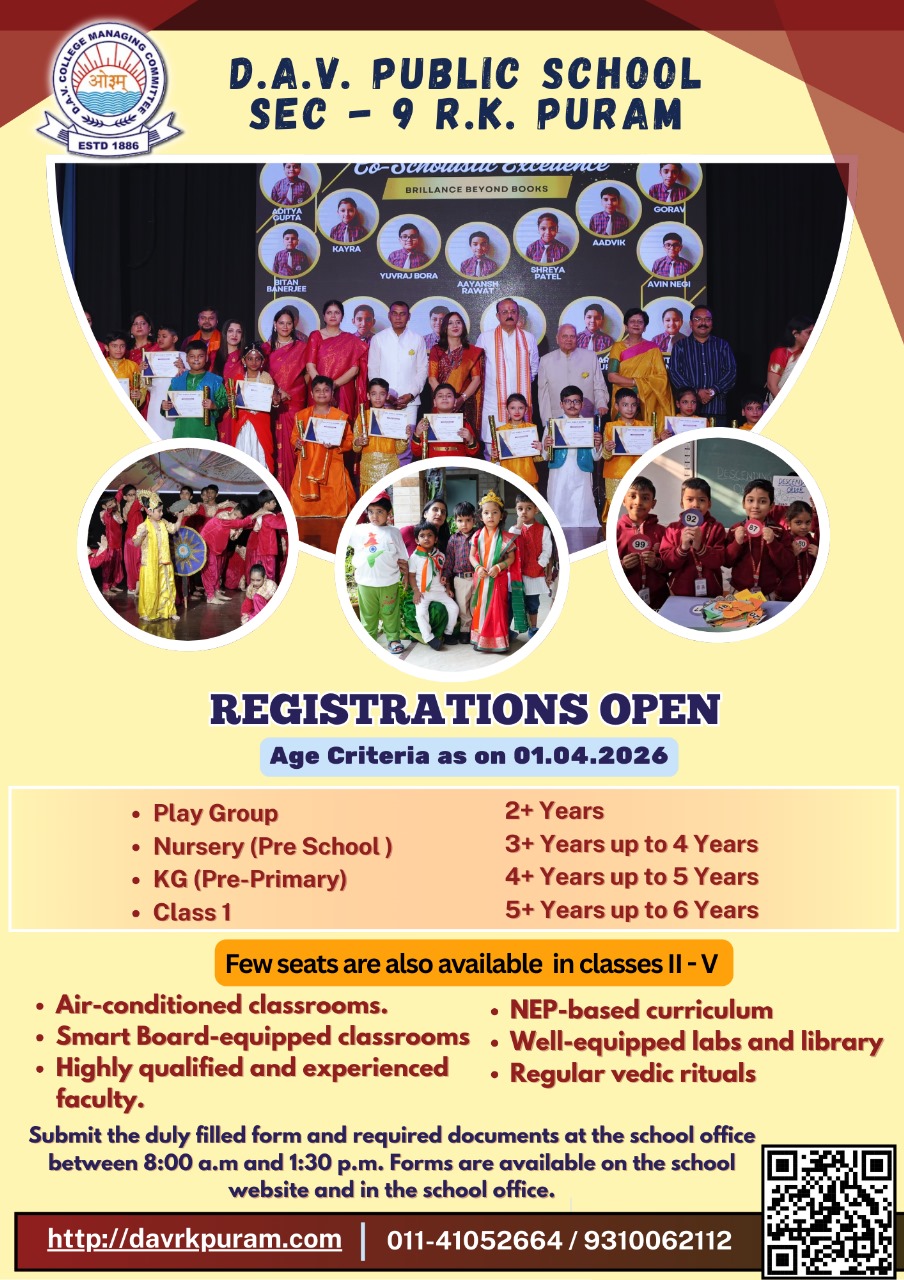 D.A.V. COLLEGE MANAGING COMMITTEE
ओ३म्
ESTD 1886
D.A.V. PUBLIC SCHOOL
SEC – 9 R.K. PURAM
Co-Scholastic Excellence
BRILLANCE BEYOND BOOKS
ADITYA
GUPTA
KAYRA
YUVRAJ BORA
AAYANSH
RAWAT
SHREYA
PATEL
AADVIK
GORAV
BITAN
BANERJEE
AVIN NEGI
DESCENDING
DESCENDING
ORDER
99
92
87
REGISTRATIONS OPEN
Age Criteria as on 01.04.2026
• Play Group 2+ Years
• Nursery (Pre School ) 3+ Years up to 4 Years
• KG (Pre-Primary) 4+ Years up to 5 Years
• Class 1 5+ Years up to 6 Years
Few seats are also available in classes II - V
• Air-conditioned classrooms.
• Smart Board-equipped classrooms
• Highly qualified and experienced
faculty.
• NEP-based curriculum
• Well-equipped labs and library
• Regular vedic rituals
Submit the duly filled form and required documents at the school office
between 8:00 a.m and 1:30 p.m. Forms are available on the school
website and in the school office.
http://davrkpuram.com | 011-41052664 / 9310062112